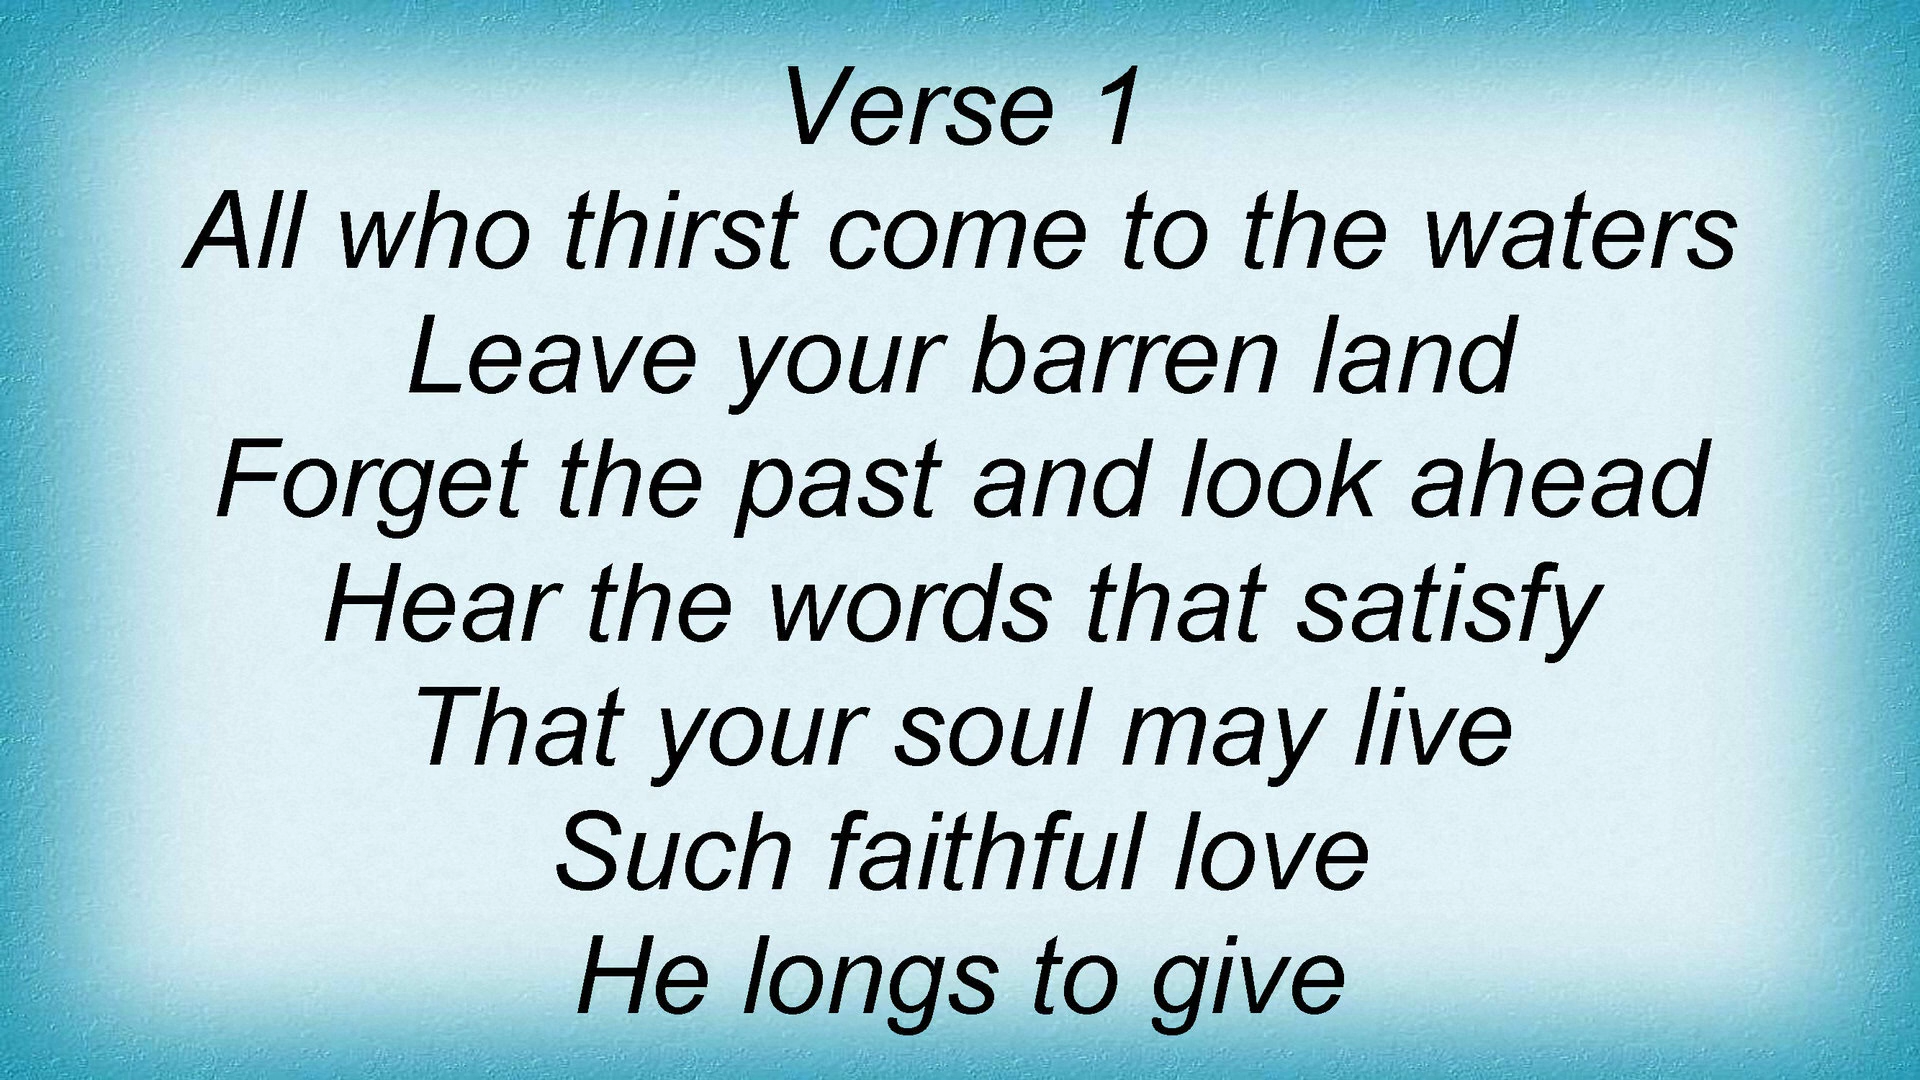 Verse 1
All who thirst come to the waters
Leave your barren land
Forget the past and look ahead
Hear the words that satisfy
That your soul may live
Such faithful love
He longs to give